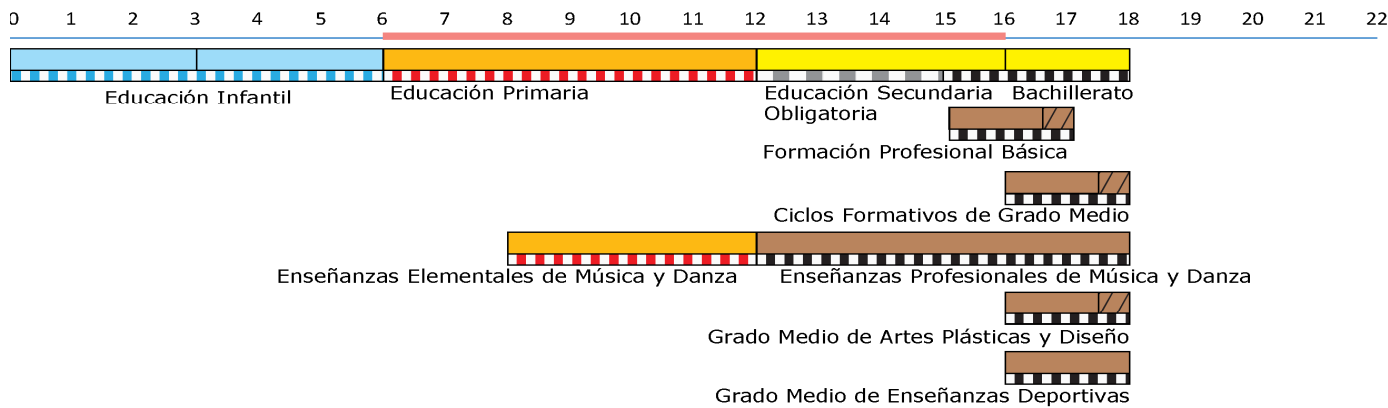 0 1 2 3 4 5 6 7 8 9 10 11 12 13 14 15 16 17 18 19 20 21 22
Educación Infantil
Educación Primaria
Educación Secundaria
Obligatoria
Bachillerato
Formación Profesional Básica
Ciclos Formativos de Grado Medio
Enseñanzas Elementales de Música y Danza
Enseñanzas Profesionales de Música y Danza
Grado Medio de Artes Plásticas y Diseño
Grado Medio de Enseñanzas Deportivas